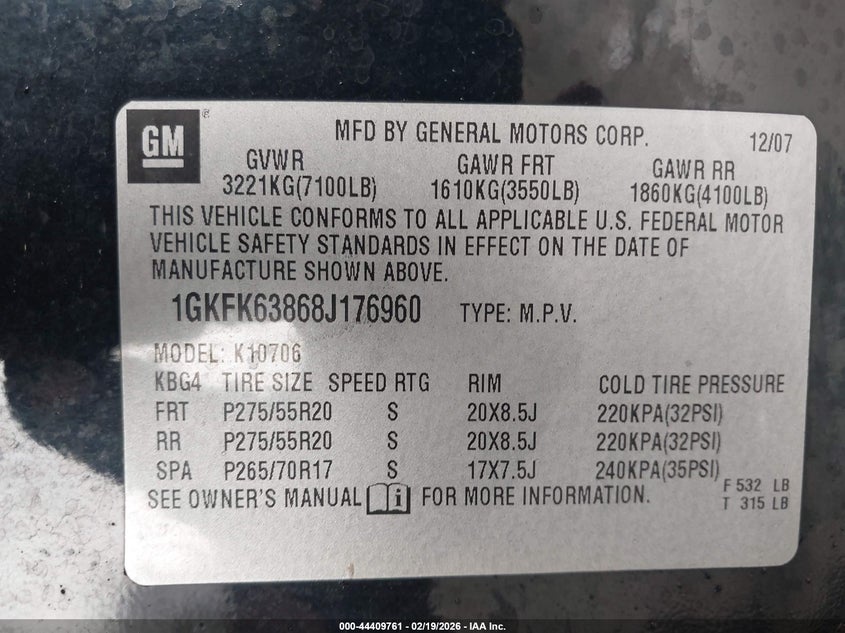 GM ®
MFD BY GENERAL MOTORS CORP. 12/07
GVWR GAWR FRT GAWR RR
3221KG(7100LB) 1610KG(3550LB) 1860KG(4100LB)
THIS VEHICLE CONFORMS TO ALL APPLICABLE U.S. FEDERAL MOTOR
VEHICLE SAFETY STANDARDS IN EFFECT ON THE DATE OF
MANUFACTURE SHOWN ABOVE.
1GKFK63868J176960 TYPE: M.P.V.
MODEL: K10706
KBG4 TIRE SIZE SPEED RTG RIM COLD TIRE PRESSURE
FRT P275/55R20 S 20X8.5J 220KPA(32PSI)
RR P275/55R20 S 20X8.5J 220KPA(32PSI)
SPA P265/70R17 S 17X7.5J 240KPA(35PSI)
F 532 LB
SEE OWNER'S MANUAL i FOR MORE INFORMATION. T 315 LB
000-44409761 - 02/19/2026 - IAA Inc.